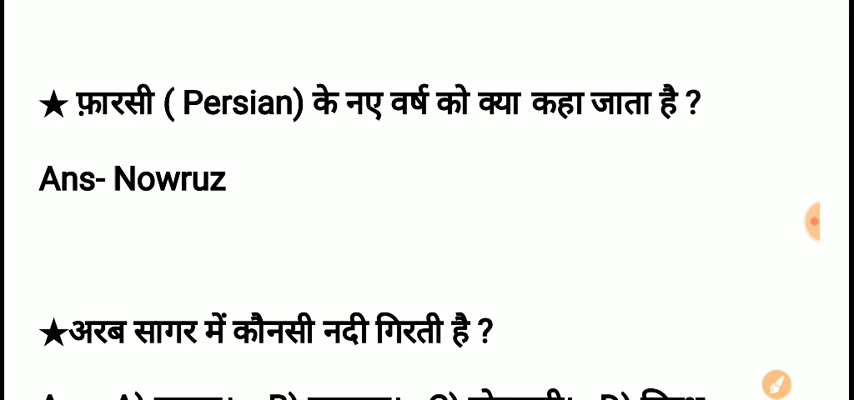 ★ फ़ारसी ( Persian) के नए वर्ष को क्या कहा जाता है ?
Ans- Nowruz
★अरब सागर में कौनसी नदी गिरती है ?